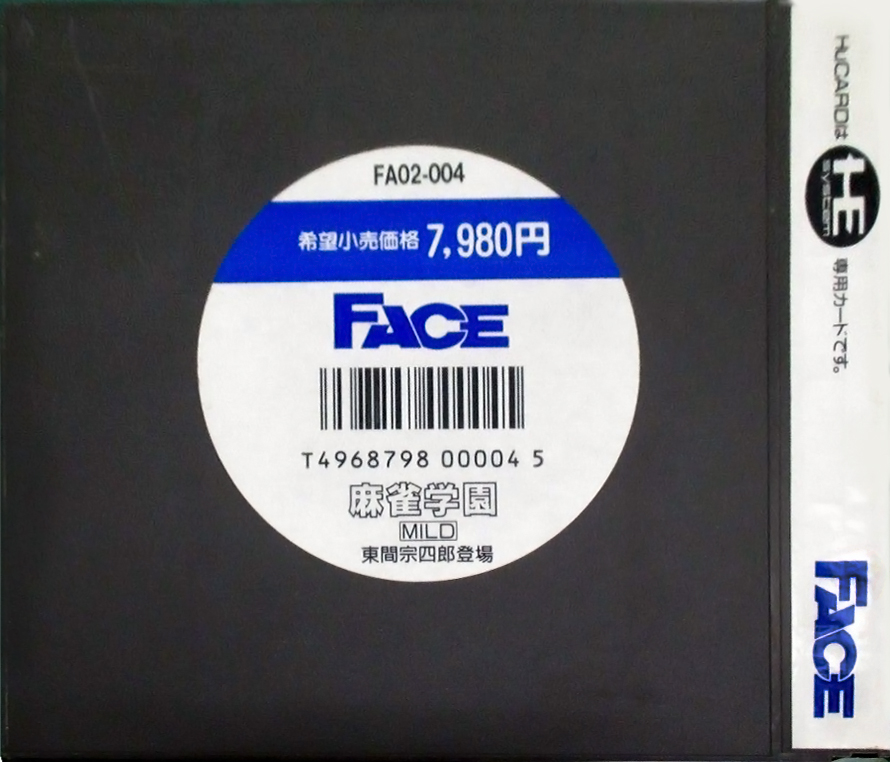 FA02-004
希望小売価格 7,980円
FACE
T4968798 00004 5
麻雀学園
MILD
東間宗四郎登場
HuCARDは
HE system
専用カードです。
FACE